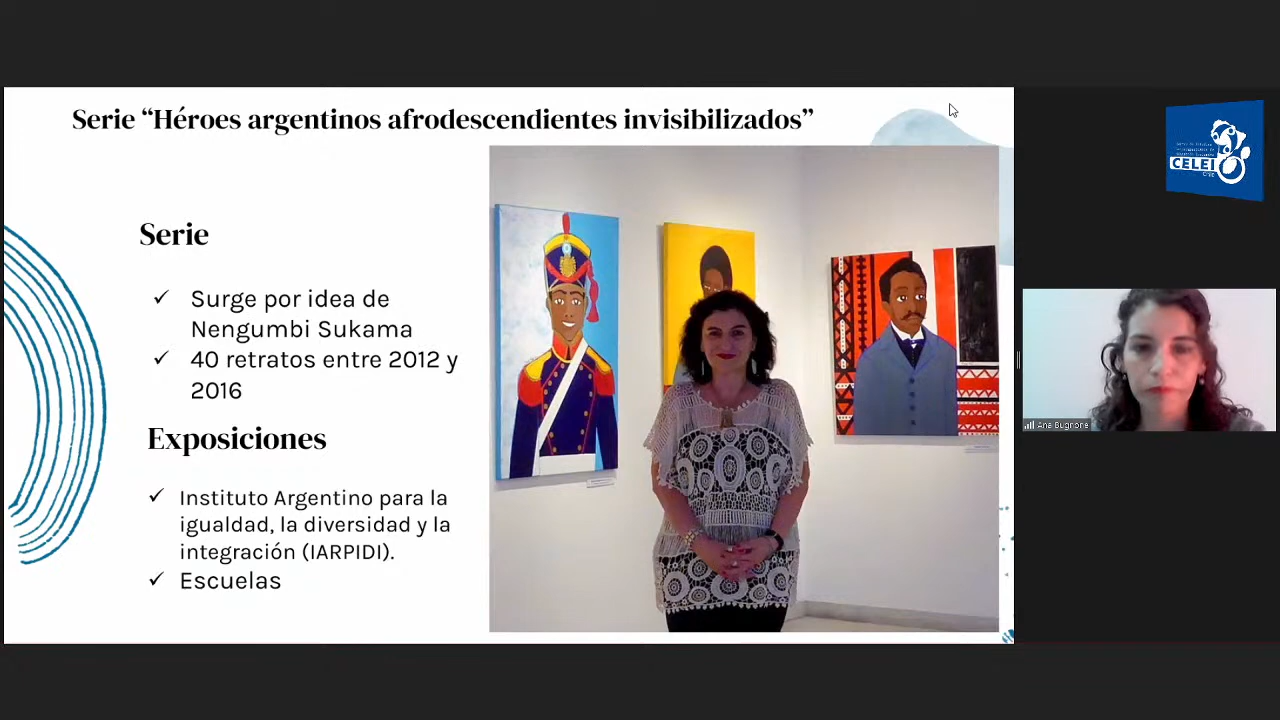 Serie “Héroes argentinos afrodescendientes invisibilizados”
Serie
✓ Surge por idea de
Nengumbi Sukama
✓ 40 retratos entre 2012 y
2016
Exposiciones
✓ Instituto Argentino para la
igualdad, la diversidad y la
integración (IARPIDI).
✓ Escuelas
CELEI
Ana Bugnone